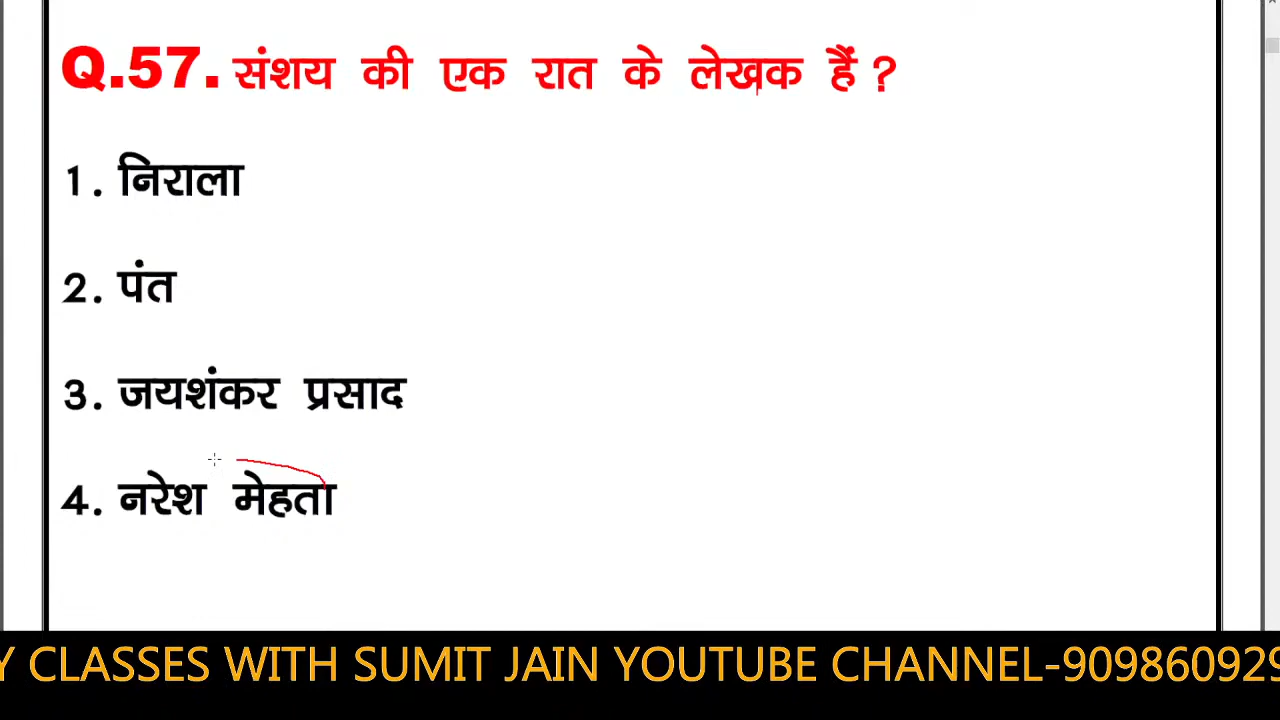 Q.57. संशय की एक रात के लेखक हैं ?
1. निराला
2. पंत
3. जयशंकर प्रसाद
4. नरेश मेहता
Y CLASSES WITH SUMIT JAIN YOUTUBE CHANNEL-909860929